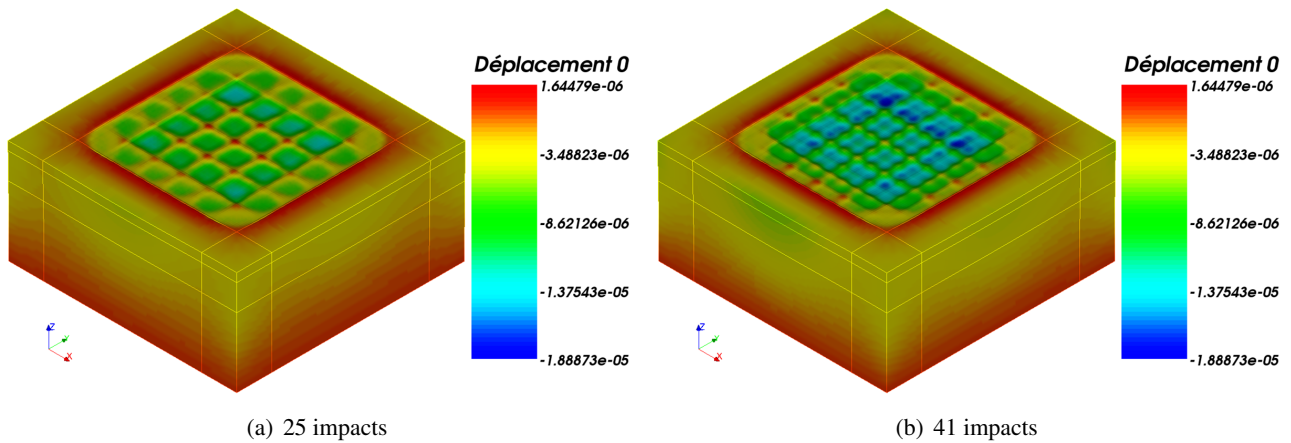 Déplacement 0
1.64479e-06
-3.48823e-06
-8.62126e-06
-1.37543e-05
-1.88873e-05
Z
Y
X
(a) 25 impacts
Déplacement 0
1.64479e-06
-3.48823e-06
-8.62126e-06
-1.37543e-05
-1.88873e-05
Z
Y
X
(b) 41 impacts